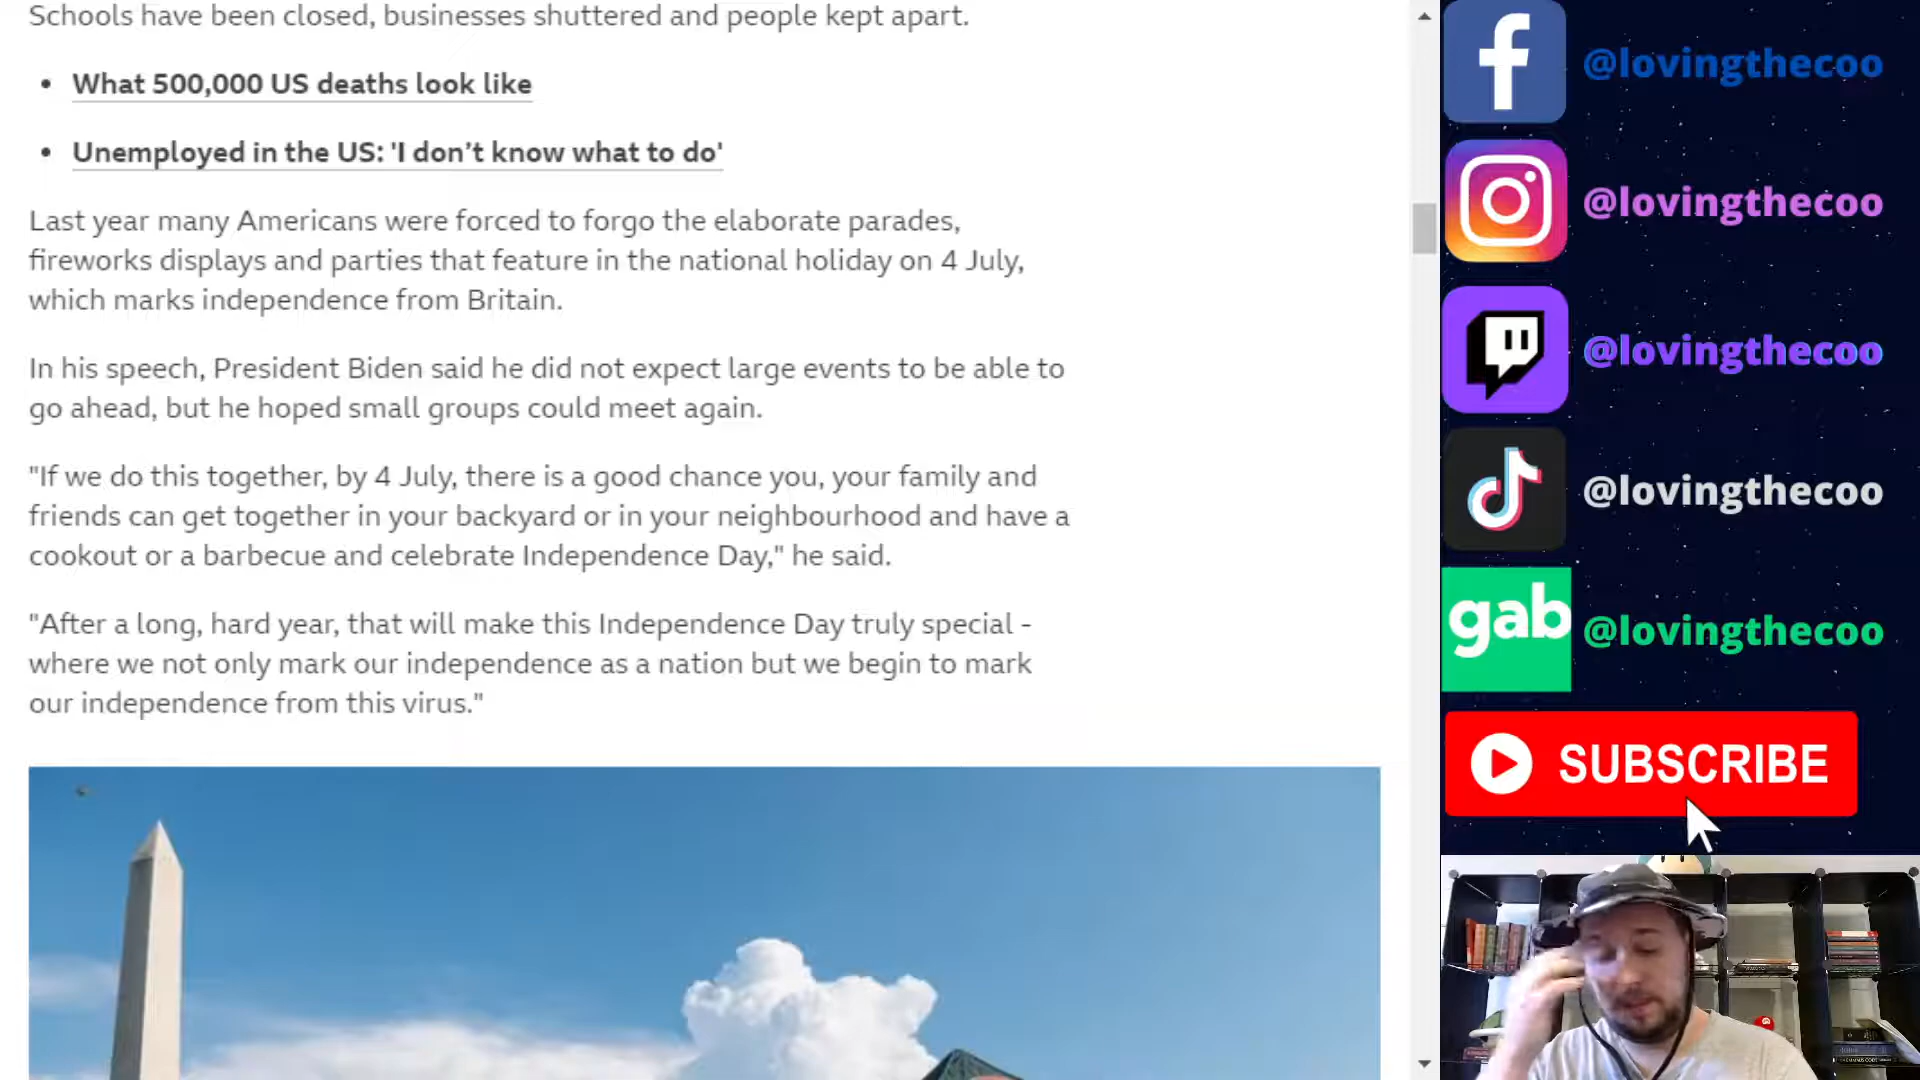 Schools have been closed, businesses shuttered and people kept apart.
• What 500,000 US deaths look like
• Unemployed in the US: 'I don't know what to do'
Last year many Americans were forced to forgo the elaborate parades,
fireworks displays and parties that feature in the national holiday on 4 July,
which marks independence from Britain.
In his speech, President Biden said he did not expect large events to be able to
go ahead, but he hoped small groups could meet again.
"If we do this together, by 4 July, there is a good chance you, your family and
friends can get together in your backyard or in your neighbourhood and have a
cookout or a barbecue and celebrate Independence Day," he said.
"After a long, hard year, that will make this Independence Day truly special -
where we not only mark our independence as a nation but we begin to mark
our independence from this virus."
@lovingthecoo
@lovingthecoo
@lovingthecoo
@lovingthecoo
gab @lovingthecoo
SUBSCRIBE